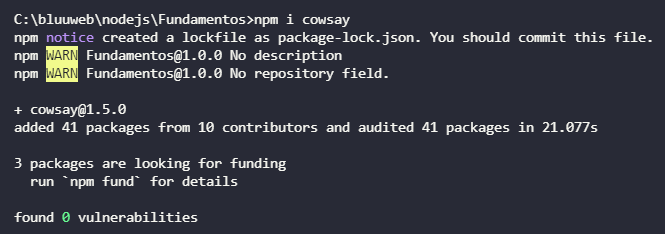 C:\bluuweb\nodejs\Fundamentos>npm i cowsay
npm notice created a lockfile as package-lock.json. You should commit this file.
npm WARN Fundamentos@1.0.0 No description
npm WARN Fundamentos@1.0.0 No repository field.
+ cowsay@1.5.0
added 41 packages from 10 contributors and audited 41 packages in 21.077s
3 packages are looking for funding
  run `npm fund` for details
found 0 vulnerabilities